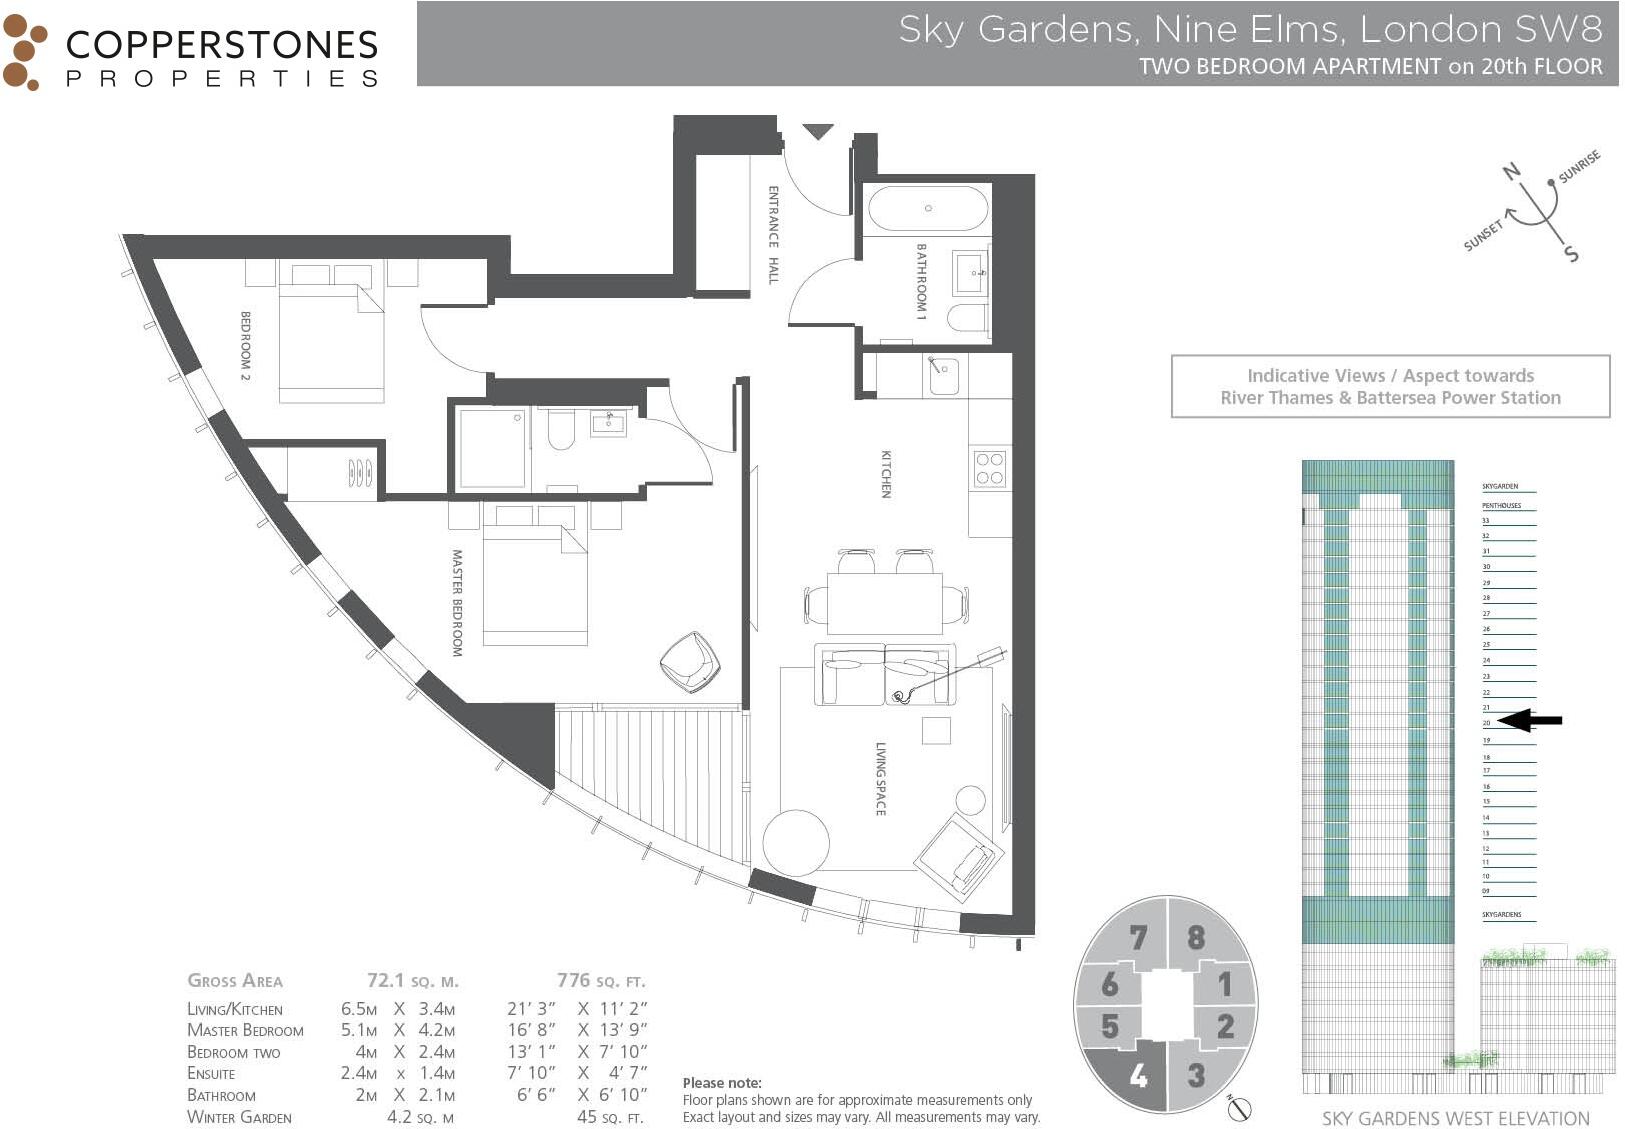 COPPERSTONES
PROPERTIES
Sky Gardens, Nine Elms, London SW8
TWO BEDROOM APARTMENT on 20th FLOOR
N
SUNRISE
SUNSET
S
ENTRANCE HALL
BATHROOM 1
BEDROOM 2
KITCHEN
MASTER BEDROOM
LIVING SPACE
Indicative Views / Aspect towards
River Thames & Battersea Power Station
SKYGARDEN
PENTHOUSES
33
32
31
30
29
28
27
26
25
24
23
22
21
20
19
18
17
16
15
14
13
12
11
10
09
SKYGARDENS
SKY GARDENS WEST ELEVATION
7 8
6 1
5 2
4 3
N
GROSS AREA 72.1 SQ. M. 776 SQ. FT.
LIVING/KITCHEN 6.5M X 3.4M 21’ 3” X 11’ 2”
MASTER BEDROOM 5.1M X 4.2M 16’ 8” X 13’ 9”
BEDROOM TWO 4M X 2.4M 13’ 1” X 7’ 10”
ENSUITE 2.4M X 1.4M 7’ 10” X 4’ 7”
BATHROOM 2M X 2.1M 6’ 6” X 6’ 10”
WINTER GARDEN 4.2 SQ. M 45 SQ. FT.
Please note:
Floor plans shown are for approximate measurements only
Exact layout and sizes may vary. All measurements may vary.